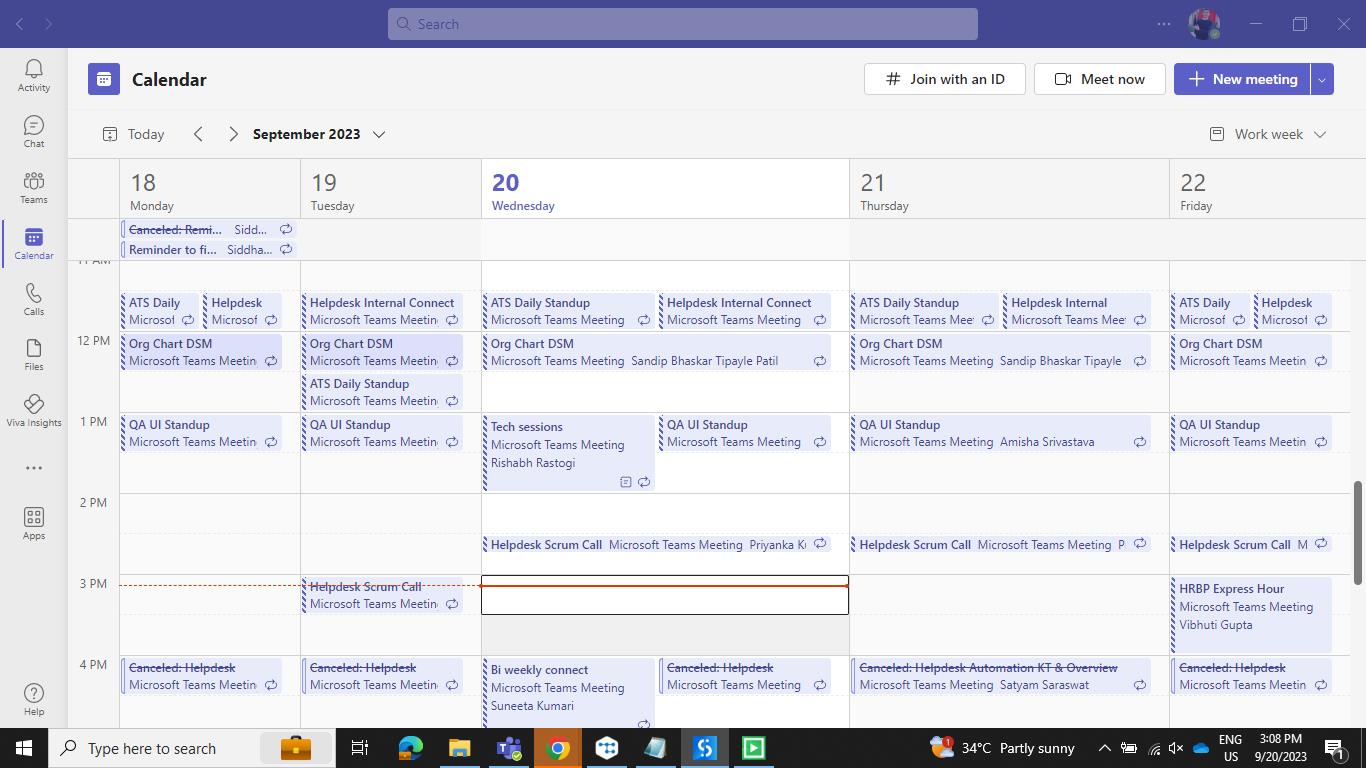 Search
Activity
Chat
Teams
Calendar
Calls
Files
Viva Insights
Apps
Help
Calendar
Join with an ID
Meet now
New meeting
Today
September 2023
Work week
18
Monday
19
Tuesday
20
Wednesday
21
Thursday
22
Friday
Canceled: Remi... Sidd...
Reminder to fi... Siddha...
11 AM
ATS Daily
Microsof
Helpdesk
Microsof
Helpdesk Internal Connect
Microsoft Teams Meetin
ATS Daily Standup
Microsoft Teams Meeting
Helpdesk Internal Connect
Microsoft Teams Meeting
ATS Daily Standup
Microsoft Teams Mee
Helpdesk Internal
Microsoft Teams Mee
ATS Daily
Microsof
Helpdesk
Microsof
12 PM
Org Chart DSM
Microsoft Teams Meetin
Org Chart DSM
Microsoft Teams Meetin
ATS Daily Standup
Microsoft Teams Meetin
Org Chart DSM
Microsoft Teams Meeting Sandip Bhaskar Tipayle Patil
Org Chart DSM
Microsoft Teams Meeting Sandip Bhaskar Tipayle
Org Chart DSM
Microsoft Teams Meetin
1 PM
QA UI Standup
Microsoft Teams Meetin
QA UI Standup
Microsoft Teams Meetin
Tech sessions
Microsoft Teams Meeting
Rishabh Rastogi
QA UI Standup
Microsoft Teams Meeting
QA UI Standup
Microsoft Teams Meeting Amisha Srivastava
QA UI Standup
Microsoft Teams Meetin
2 PM
Helpdesk Scrum Call Microsoft Teams Meeting Priyanka K
Helpdesk Scrum Call Microsoft Teams Meeting P
Helpdesk Scrum Call M
3 PM
Helpdesk Scrum Call
Microsoft Teams Meetin
HRBP Express Hour
Microsoft Teams Meeting
Vibhuti Gupta
4 PM
Canceled: Helpdesk
Microsoft Teams Meetin
Canceled: Helpdesk
Microsoft Teams Meetin
Bi weekly connect
Microsoft Teams Meeting
Suneeta Kumari
Canceled: Helpdesk
Microsoft Teams Meeting
Canceled: Helpdesk Automation KT & Overview
Microsoft Teams Meeting Satyam Saraswat
Canceled: Helpdesk
Microsoft Teams Meetin
Type here to search
1
34°C Partly sunny
ENG
US
3:08 PM
9/20/2023
1